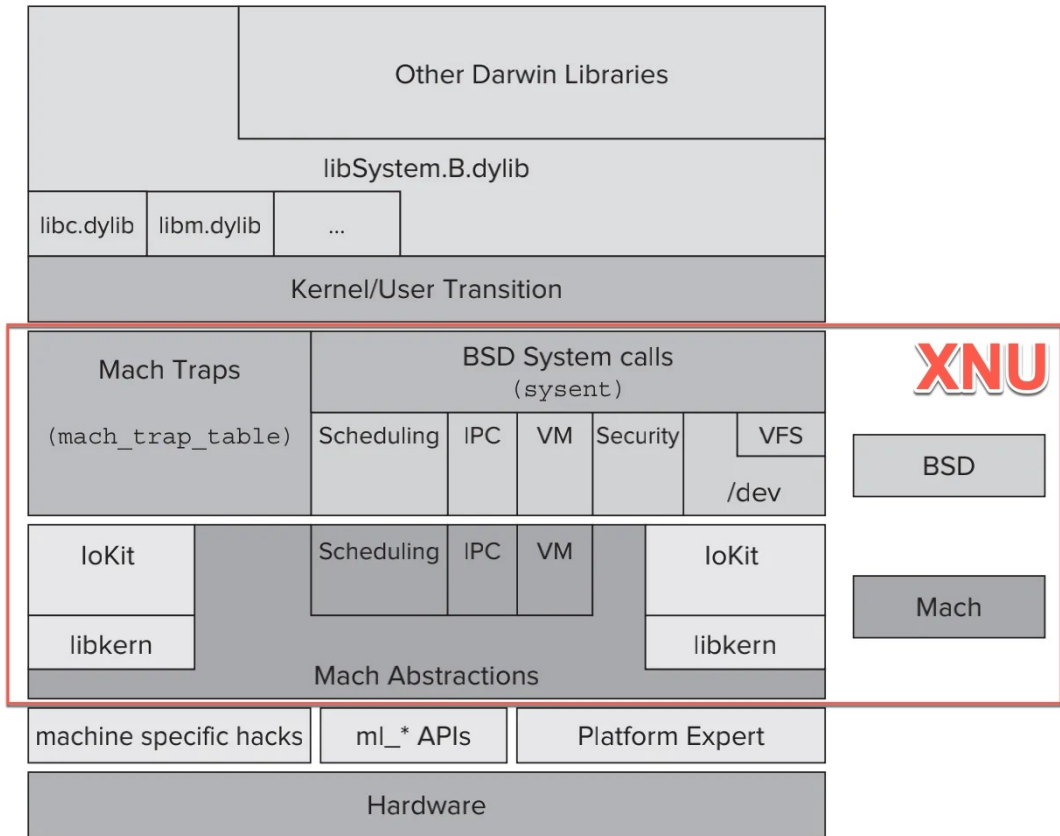 Other Darwin Libraries
libSystem.B.dylib
libc.dylib
libm.dylib
...
Kernel/User Transition
Mach Traps
(mach_trap_table)
BSD System calls
(sysent)
Scheduling
IPC
VM
Security
VFS
/dev
XNU
BSD
IoKit
Scheduling
IPC
VM
IoKit
Mach
libkern
libkern
Mach Abstractions
machine specific hacks
ml_* APIs
Platform Expert
Hardware